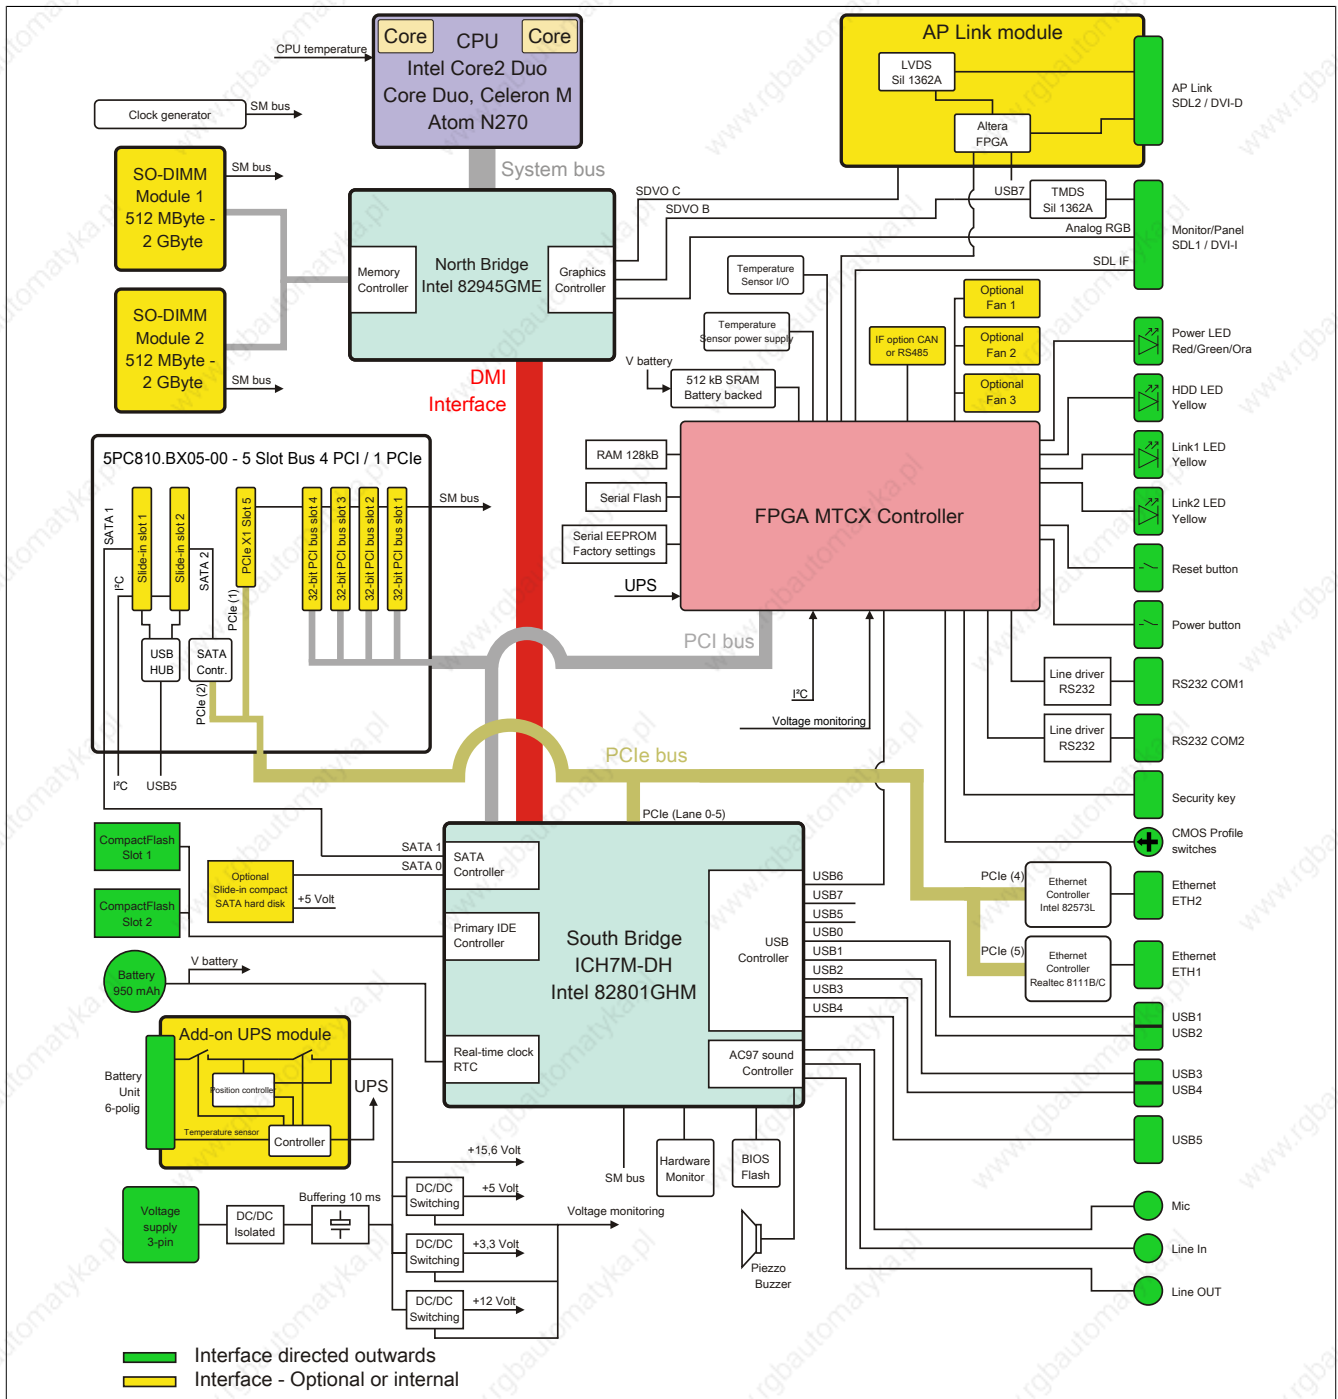 Core
CPU
Core
Intel Core2 Duo
Core Duo, Celeron M
Atom N270
CPU temperature
Clock generator
SM bus
SO-DIMM
Module 1
512 MByte -
2 GByte
SM bus
SO-DIMM
Module 2
512 MByte -
2 GByte
SM bus
System bus
Memory
Controller
North Bridge
Intel 82945GME
Graphics
Controller
DMI
Interface
AP Link module
LVDS
Sil 1362A
Altera
FPGA
AP Link
SDL2 / DVI-D
SDVO C
SDVO B
USB7
TMDS
Sil 1362A
Analog RGB
SDL IF
Monitor/Panel
SDL1 / DVI-I
Temperature
Sensor I/O
Temperature
Sensor power supply
V battery
512 kB SRAM
Battery backed
IF option CAN
or RS485
Optional
Fan 1
Optional
Fan 2
Optional
Fan 3
Power LED
Red/Green/Ora
HDD LED
Yellow
Link1 LED
Yellow
Link2 LED
Yellow
Reset button
Power button
RAM 128kB
Serial Flash
Serial EEPROM
Factory settings
UPS
FPGA MTCX Controller
PCI bus
I²C
Voltage monitoring
Line driver
RS232
RS232 COM1
Line driver
RS232
RS232 COM2
Security key
CMOS Profile
switches
5PC810.BX05-00 - 5 Slot Bus 4 PCI / 1 PCIe
SATA 1
Slide-in slot 1
Slide-in slot 2
SATA 2
I²C
PCIe X1 Slot 5
PCIe (1)
32-bit PCI bus slot 4
32-bit PCI bus slot 3
32-bit PCI bus slot 2
32-bit PCI bus slot 1
SM bus
USB
HUB
SATA
Contr.
PCIe (2)
I²C
USB5
PCIe bus
PCIe (Lane 0-5)
CompactFlash
Slot 1
CompactFlash
Slot 2
Optional
Slide-in compact
SATA hard disk
+5 Volt
SATA 1
SATA 0
SATA
Controller
Primary IDE
Controller
South Bridge
ICH7M-DH
Intel 82801GHM
USB
Controller
USB6
USB7
USB5
USB0
USB1
USB2
USB3
USB4
PCIe (4)
Ethernet
Controller
Intel 82573L
Ethernet
ETH2
PCIe (5)
Ethernet
Controller
Realtec 8111B/C
Ethernet
ETH1
USB1
USB2
USB3
USB4
USB5
Battery
950 mAh
V battery
Real-time clock
RTC
AC97 sound
Controller
Add-on UPS module
Battery
Unit
6-polig
Position controller
Temperature sensor
Controller
UPS
SM bus
Hardware
Monitor
BIOS
Flash
Piezzo
Buzzer
Mic
Line In
Line OUT
Voltage
supply
3-pin
DC/DC
Isolated
Buffering 10 ms
+15,6 Volt
DC/DC
Switching
+5 Volt
DC/DC
Switching
+3,3 Volt
DC/DC
Switching
+12 Volt
Voltage monitoring
Interface directed outwards
Interface - Optional or internal
www.rgbautomatyka.pl